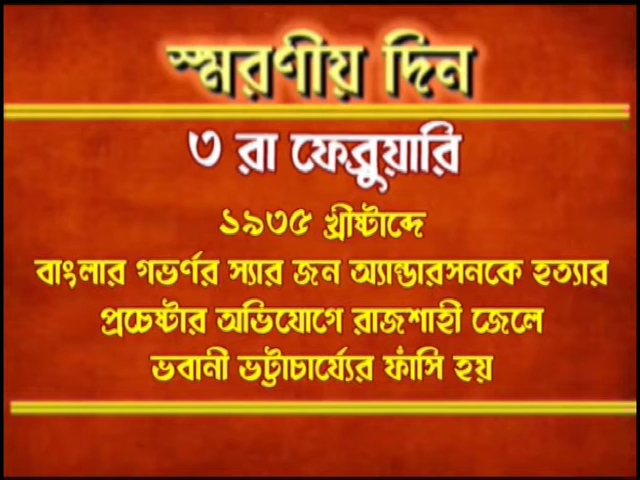 স্মরণীয় দিন
৩ রা ফেব্রুয়ারি
১৯৩৫ খ্রীষ্টাব্দে
বাংলার গভর্ণর স্যার জন অ্যান্ডারসনকে হত্যার
প্রচেষ্টার অভিযোগে রাজশাহী জেলে
ভবানী ভট্টাচার্য্যের ফাঁসি হয়